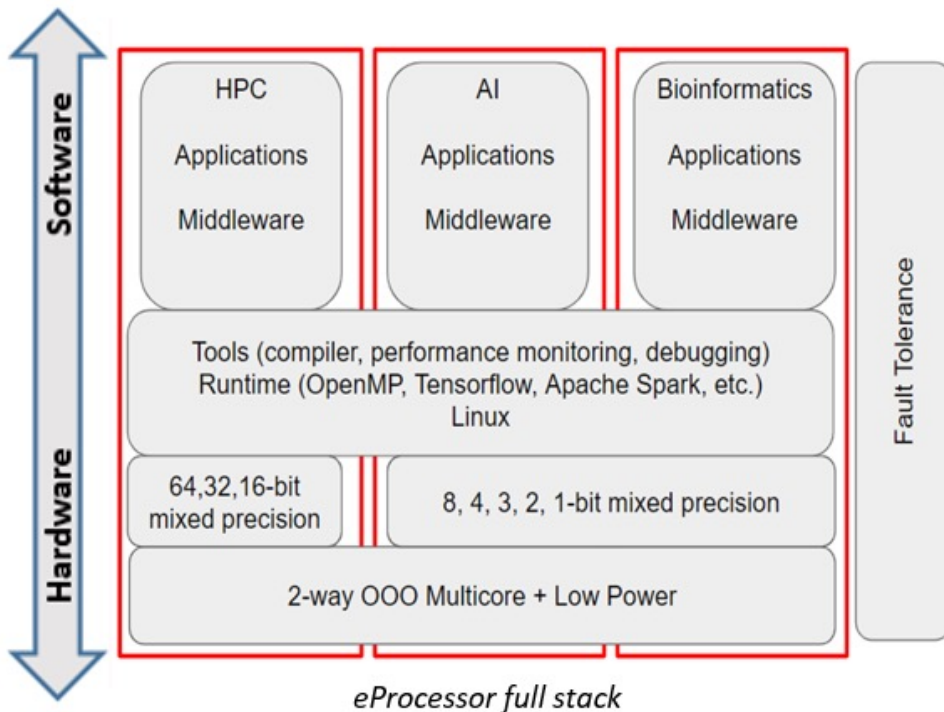 Software
Hardware
HPC
Applications
Middleware
AI
Applications
Middleware
Bioinformatics
Applications
Middleware
Fault Tolerance
Tools (compiler, performance monitoring, debugging)
Runtime (OpenMP, Tensorflow, Apache Spark, etc.)
Linux
64,32,16-bit
mixed precision
8, 4, 3, 2, 1-bit mixed precision
2-way OOO Multicore + Low Power
eProcessor full stack